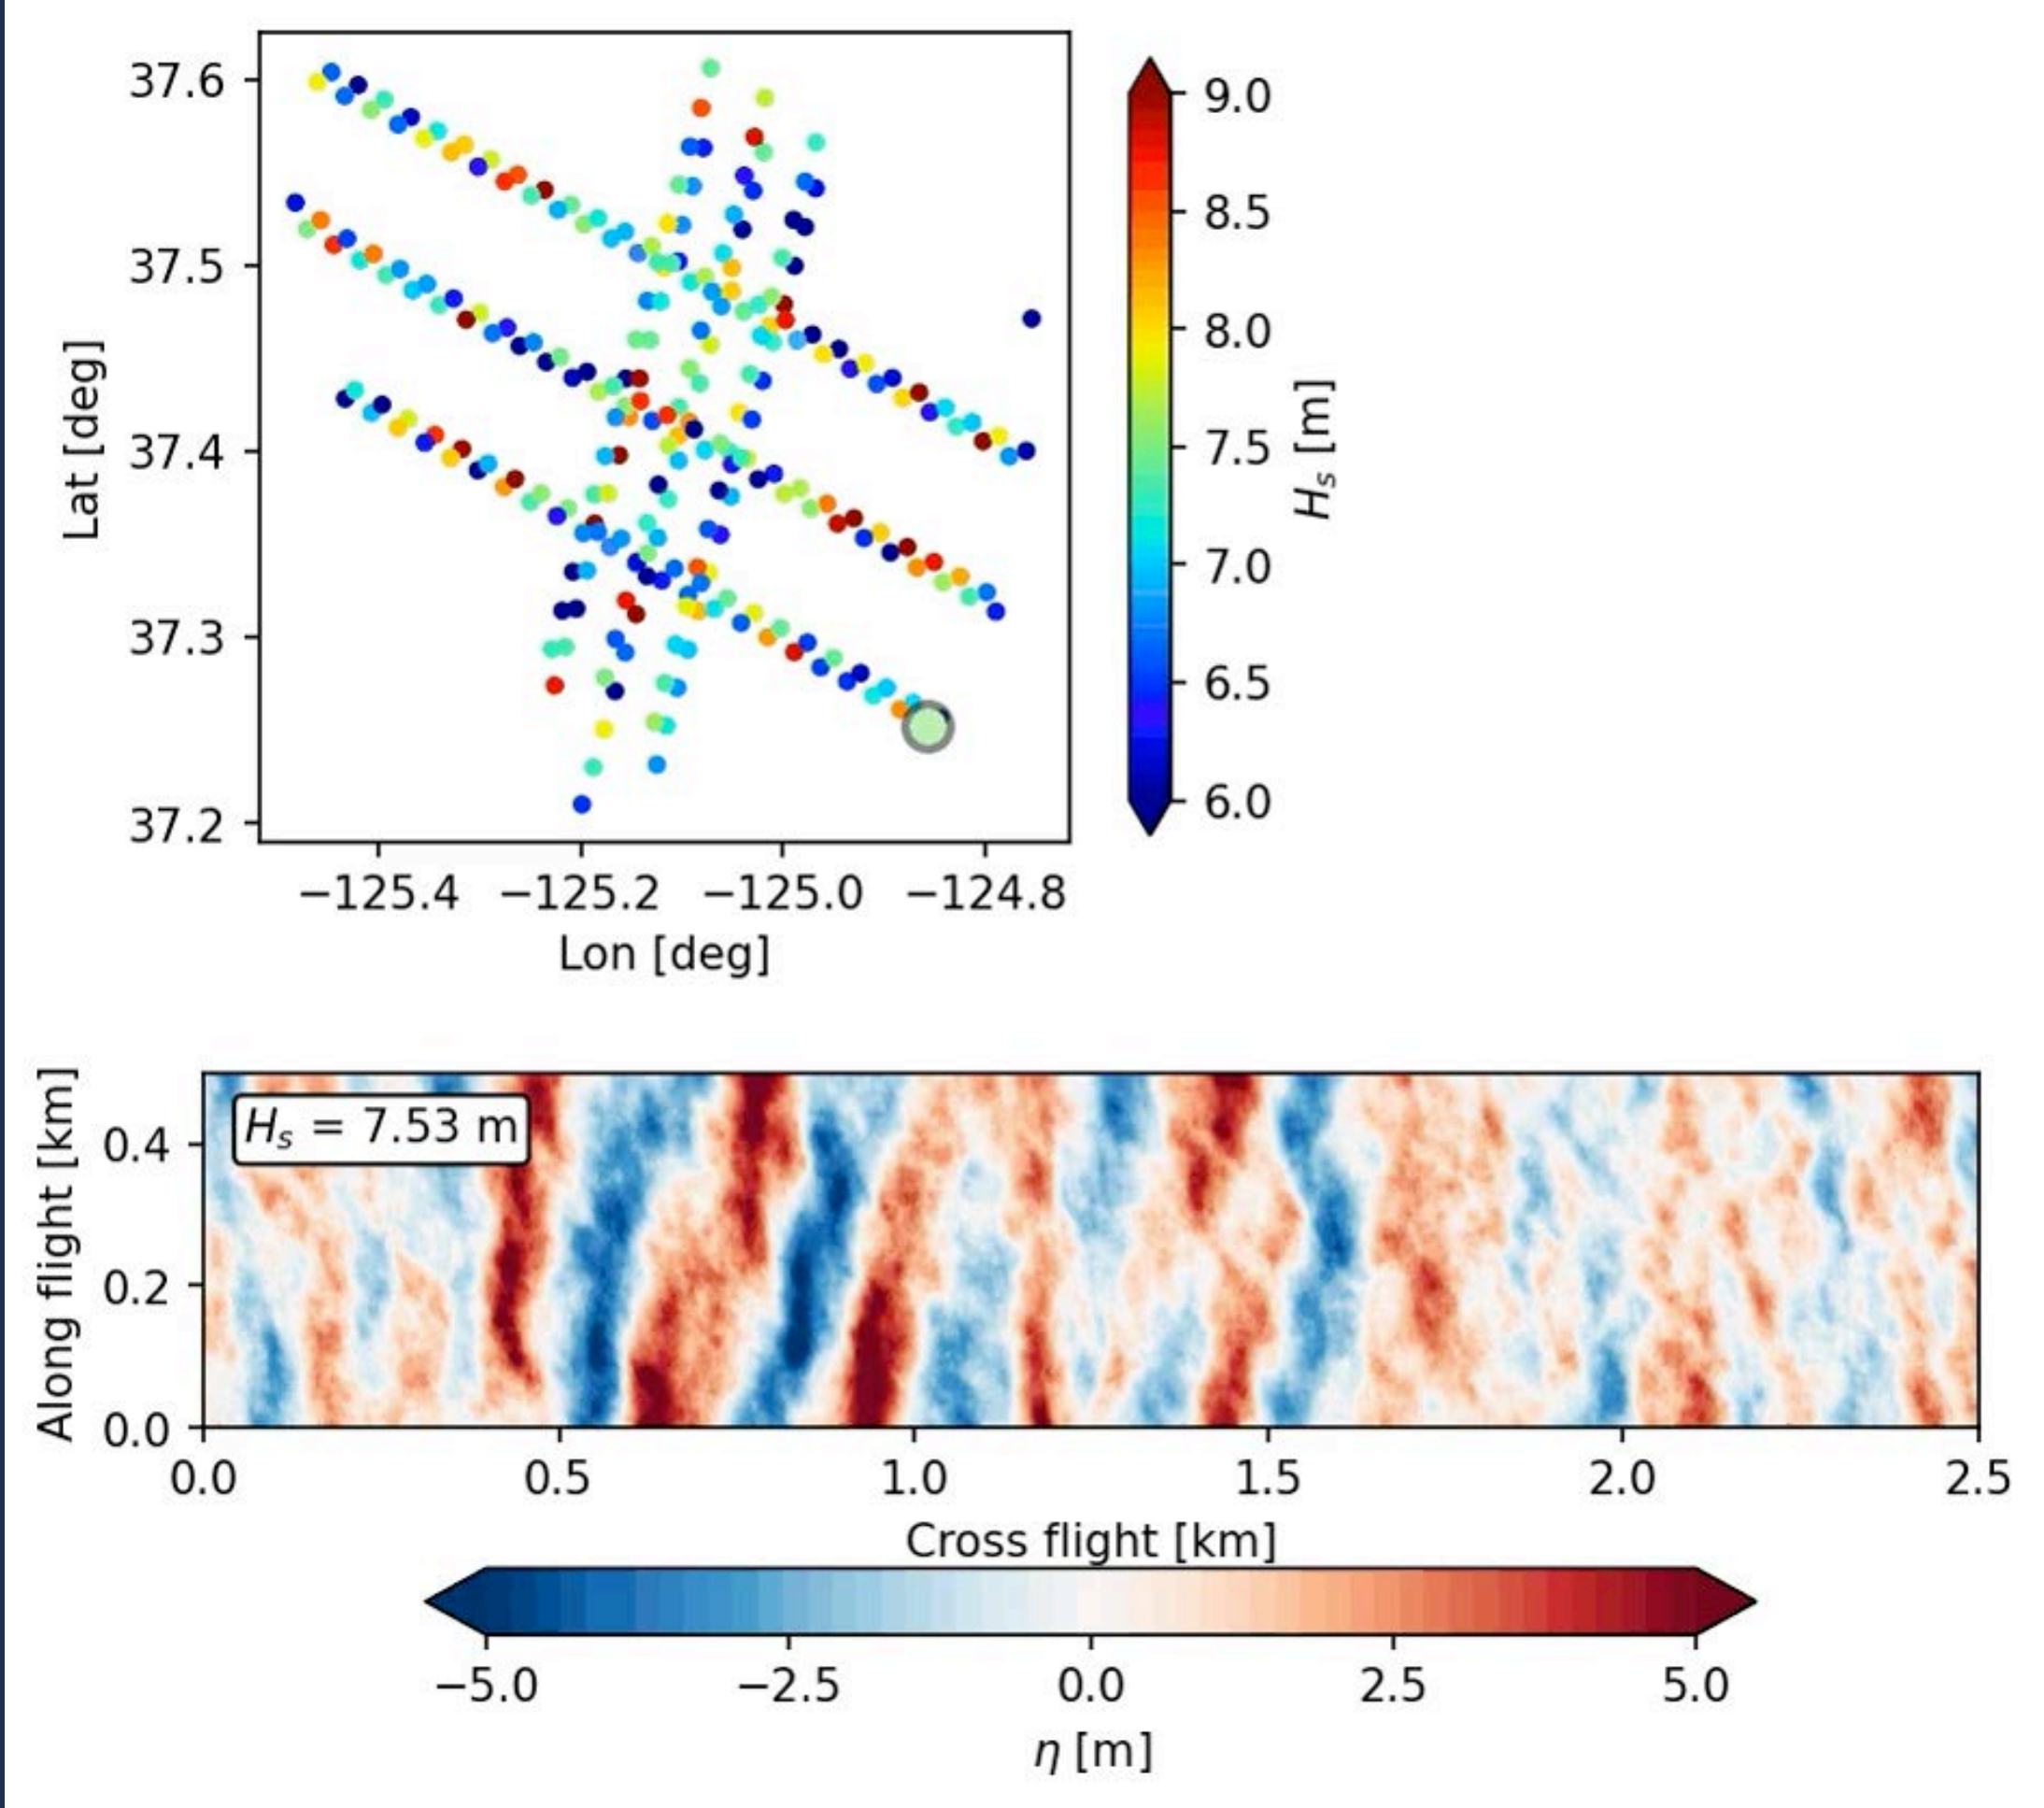 37.6
37.5
37.4
37.3
37.2
Lat [deg]
−125.4 −125.2 −125.0 −124.8
Lon [deg]
9.0
8.5
8.0
7.5
7.0
6.5
6.0
Hs [m]
Hs = 7.53 m
0.4
0.2
0.0
Along flight [km]
0.0 0.5 1.0 1.5 2.0 2.5
Cross flight [km]
−5.0 −2.5 0.0 2.5 5.0
η [m]